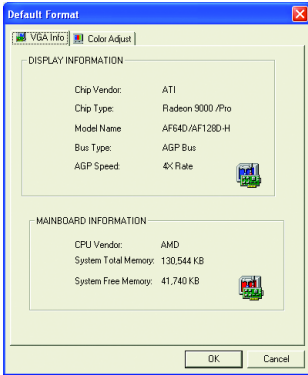 Default Format
VGA Info Color Adjust
DISPLAY INFORMATION
Chip Vendor: ATI
Chip Type: Radeon 9000 /Pro
Model Name AF64D/AF128D-H
Bus Type: AGP Bus
AGP Speed: 4X Rate
MAINBOARD INFORMATION
CPU Vendor: AMD
System Total Memory: 130,544 KB
System Free Memory: 41,740 KB
OK Cancel